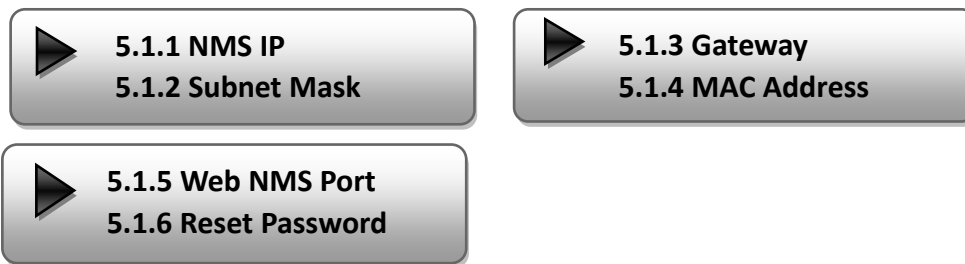 5.1.1 NMS IP
5.1.2 Subnet Mask
5.1.3 Gateway
5.1.4 MAC Address
5.1.5 Web NMS Port
5.1.6 Reset Password